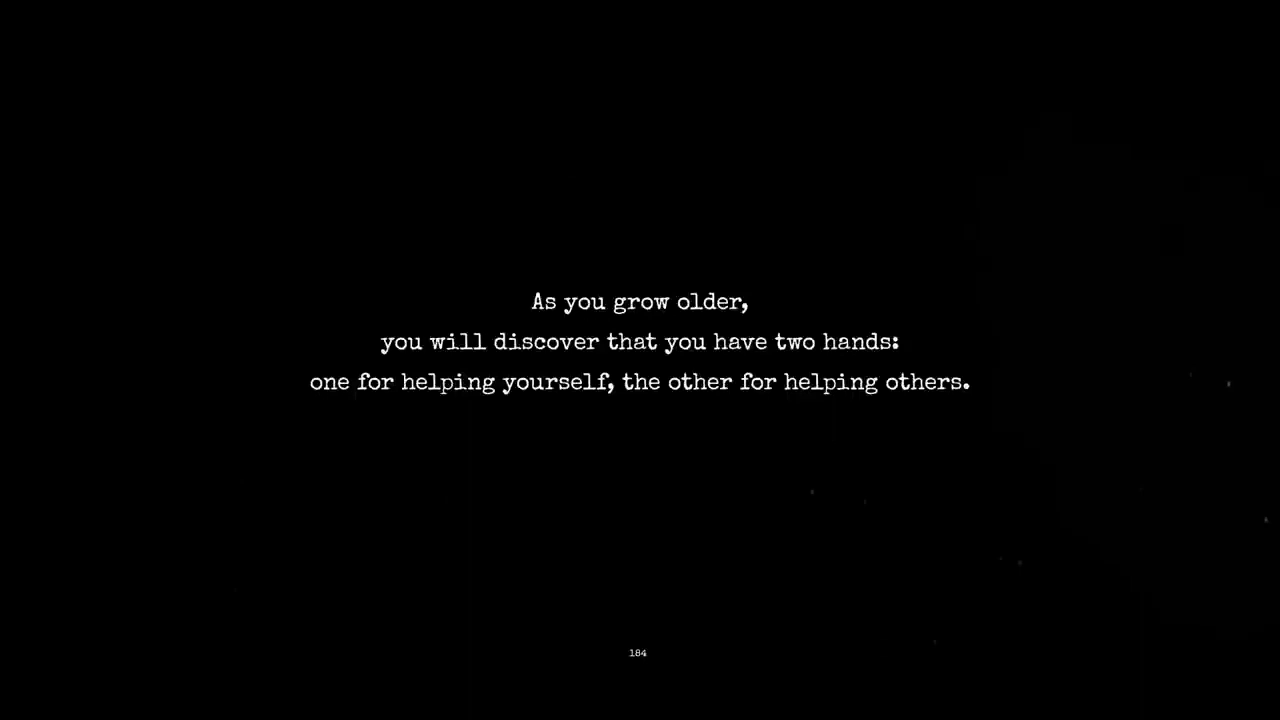 As you grow older,
you will discover that you have two hands:
one for helping yourself, the other for helping others.
184